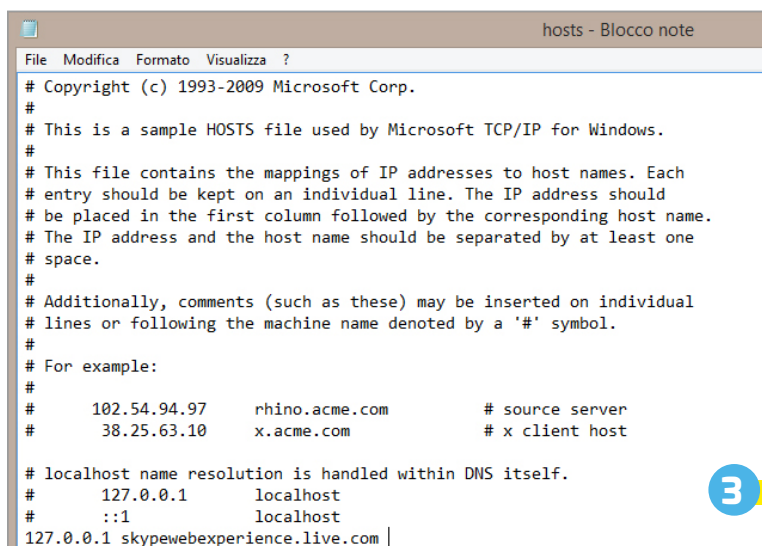 hosts - Blocco note
File Modifica Formato Visualizza ?
# Copyright (c) 1993-2009 Microsoft Corp.
#
# This is a sample HOSTS file used by Microsoft TCP/IP for Windows.
#
# This file contains the mappings of IP addresses to host names. Each
# entry should be kept on an individual line. The IP address should
# be placed in the first column followed by the corresponding host name.
# The IP address and the host name should be separated by at least one
# space.
#
# Additionally, comments (such as these) may be inserted on individual
# lines or following the machine name denoted by a '#' symbol.
#
# For example:
#
#      102.54.94.97     rhino.acme.com          # source server
#       38.25.63.10     x.acme.com              # x client host

# localhost name resolution is handled within DNS itself.
#       127.0.0.1       localhost
#       ::1             localhost
127.0.0.1 skypewebexperience.live.com
3